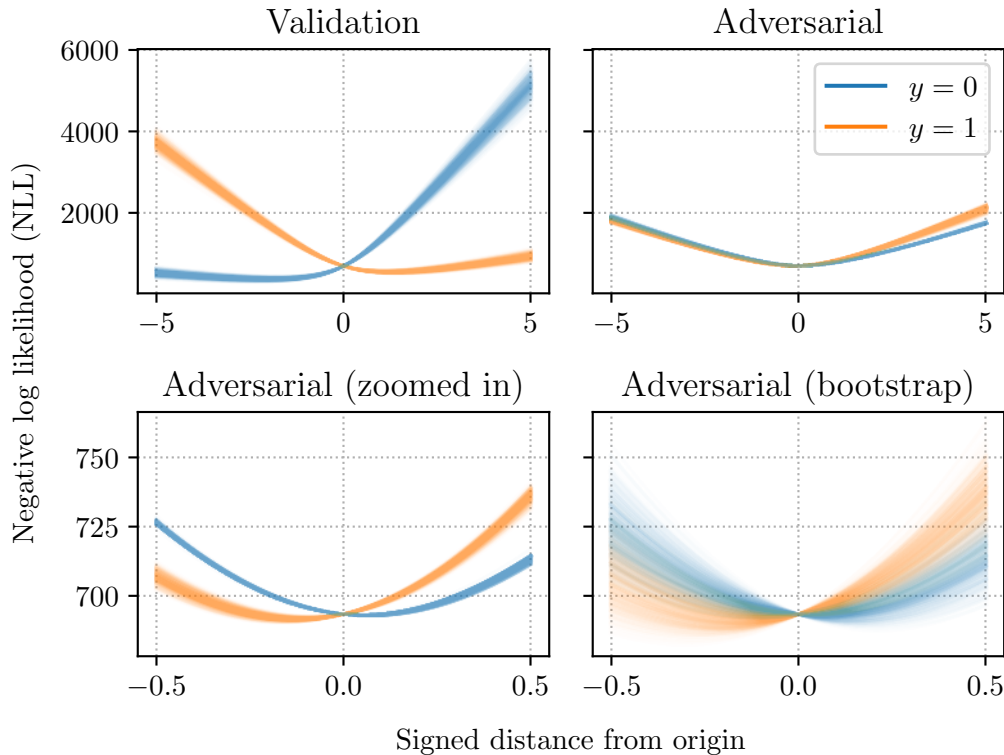 Validation
Adversarial
6000
4000
2000
−5
0
5
−5
0
5
y = 0
y = 1
Negative log likelihood (NLL)
Adversarial (zoomed in)
Adversarial (bootstrap)
750
725
700
−0.5
0.0
0.5
−0.5
0.0
0.5
Signed distance from origin